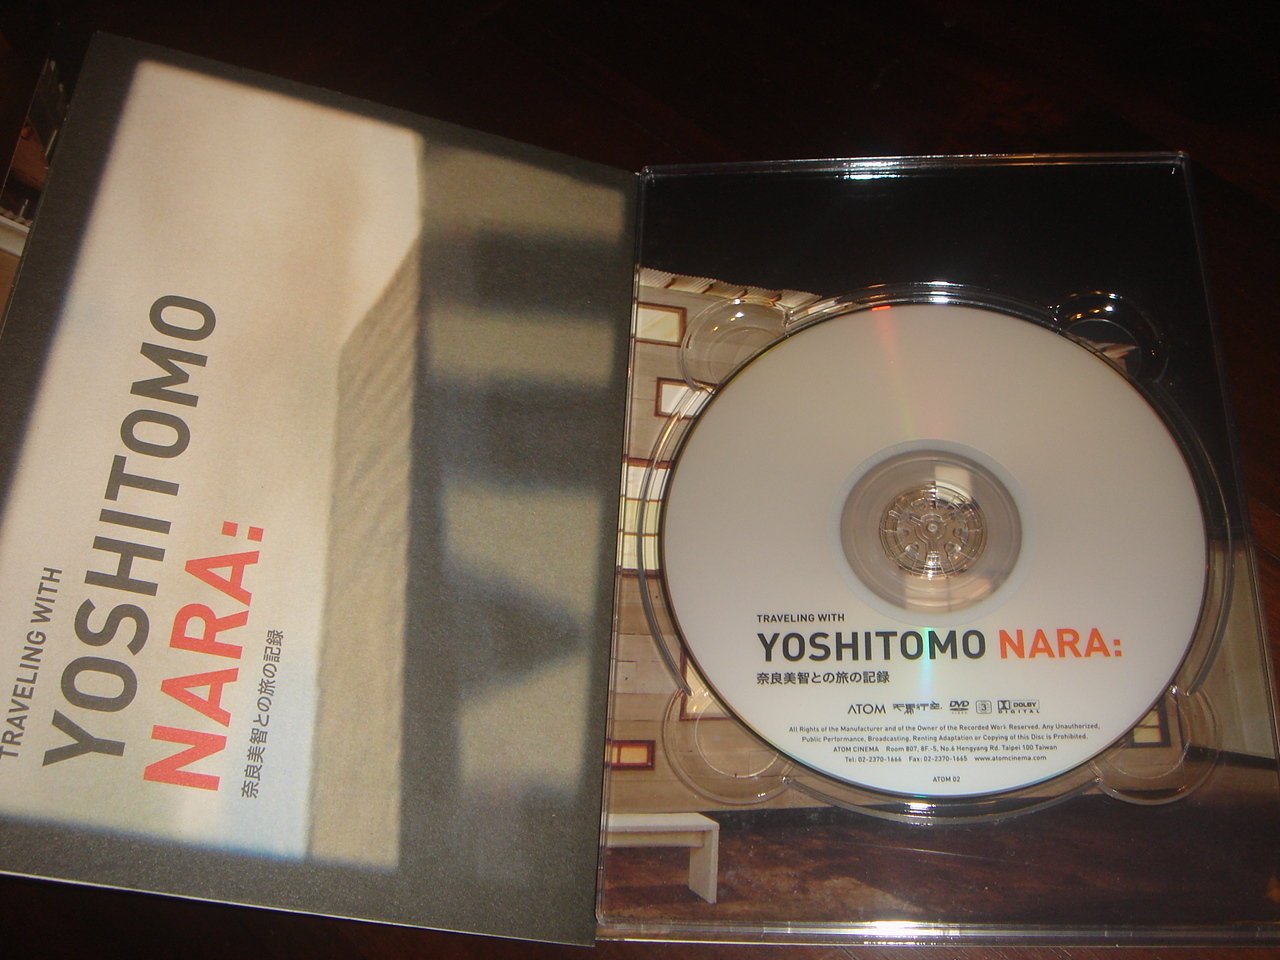 TRAVELING WITH
YOSHITOMO
NARA:
奈良美智との旅の記録
TRAVELING WITH
YOSHITOMO NARA:
奈良美智との旅の記録
ATOM DVD VIDEO 3 DOLBY DIGITAL
All Rights of the Manufacturer and of the Owner of the Recorded Work Reserved. Any Unauthorized,
Public Performance, Broadcasting, Renting Adaptation or Copying of this Disc is Prohibited.
ATOM CINEMA Room 807, 8F.-5, No.6 Hengyang Rd. Taipei 100 Taiwan
Tel: 02-2370-1666 Fax: 02-2370-1665 www.atomcinema.com
ATOM 02